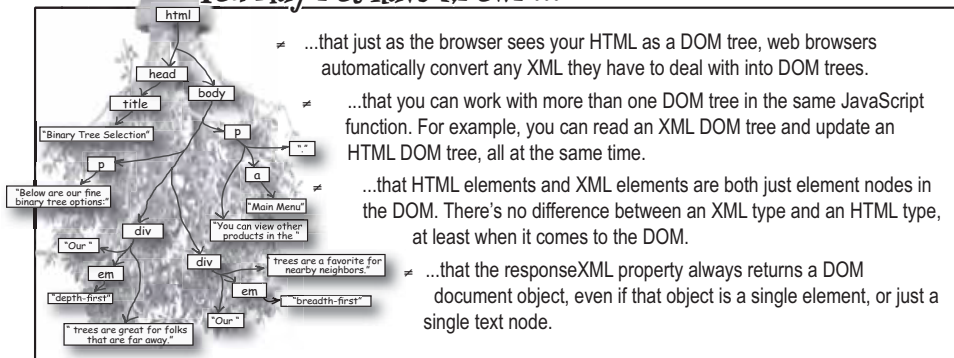 html
head
body
title
"Binary Tree Selection"
p
"."
p
a
"Below are our fine
binary tree options:"
"Main Menu"
"You can view other
products in the "
div
"Our "
div
" trees are a favorite for
nearby neighbors."
em
em
"depth-first"
"breadth-first"
"Our "
" trees are great for folks
that are far away."
≠ ...that just as the browser sees your HTML as a DOM tree, web browsers
automatically convert any XML they have to deal with into DOM trees.
≠ ...that you can work with more than one DOM tree in the same JavaScript
function. For example, you can read an XML DOM tree and update an
HTML DOM tree, all at the same time.
≠ ...that HTML elements and XML elements are both just element nodes in
the DOM. There's no difference between an XML type and an HTML type,
at least when it comes to the DOM.
≠ ...that the responseXML property always returns a DOM
document object, even if that object is a single element, or just a
single text node.